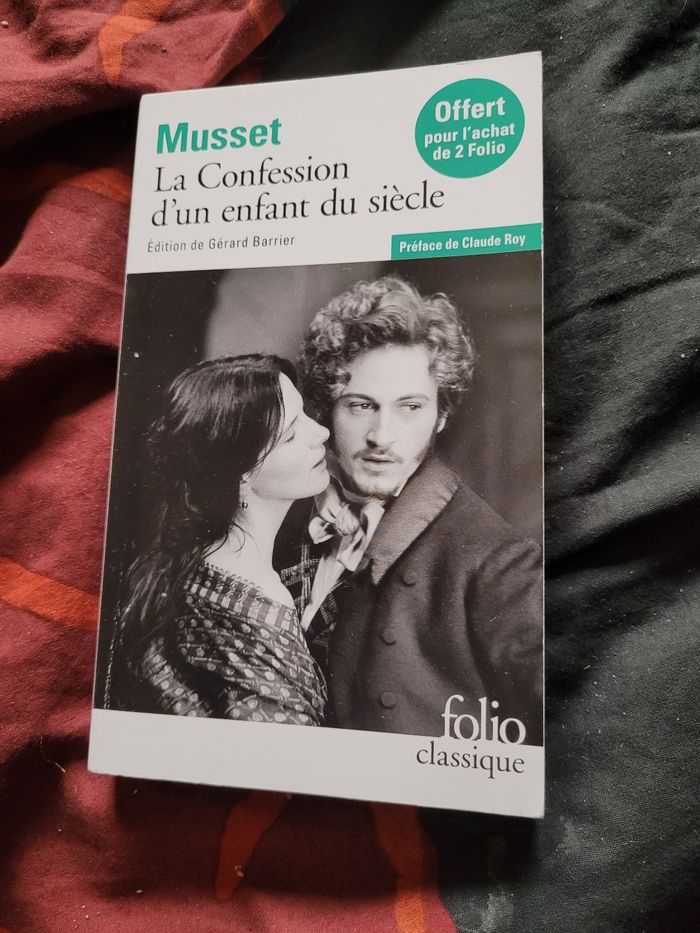 Musset
La Confession
d'un enfant du siècle
Édition de Gérard Barrier
Offert
pour l'achat
de 2 Folio
Préface de Claude Roy
folio
classique